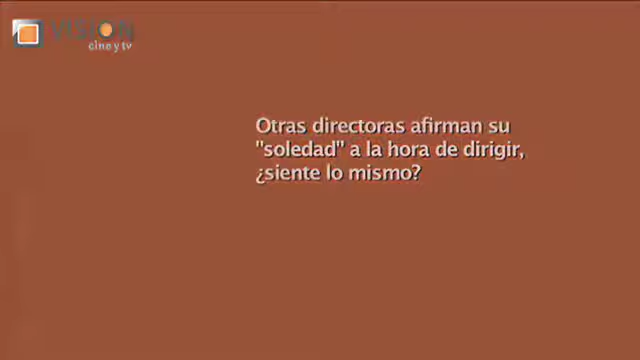 VISION
cine y tv
Otras directoras afirman su
"soledad" a la hora de dirigir,
¿siente lo mismo?